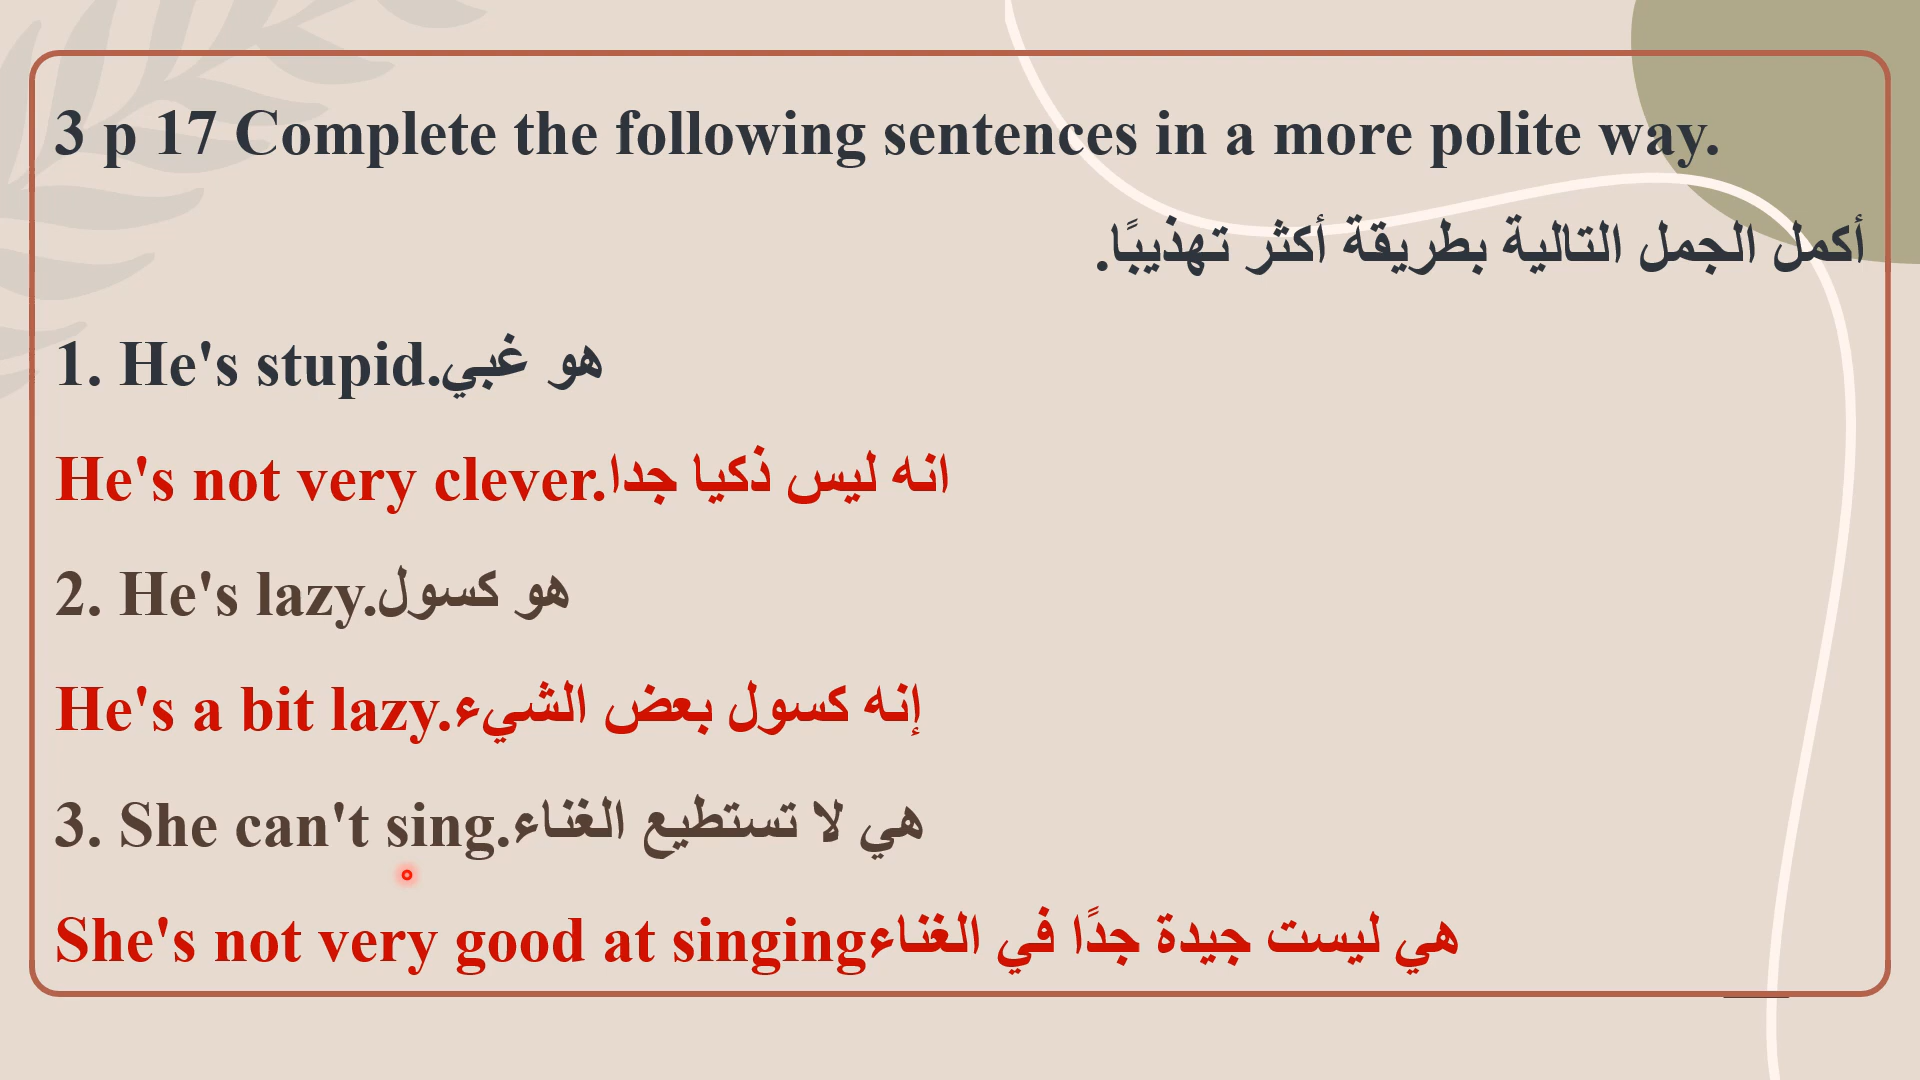 3 p 17 Complete the following sentences in a more polite way.
أكمل الجمل التالية بطريقة أكثر تهذيبًا.
1. He's stupid.هو غبي
He's not very clever.انه ليس ذكيا جدا
2. He's lazy.هو كسول
He's a bit lazy.إنه كسول بعض الشيء
3. She can't sing.هي لا تستطيع الغناء
She's not very good at singingهي ليست جيدة جدًا في الغناء